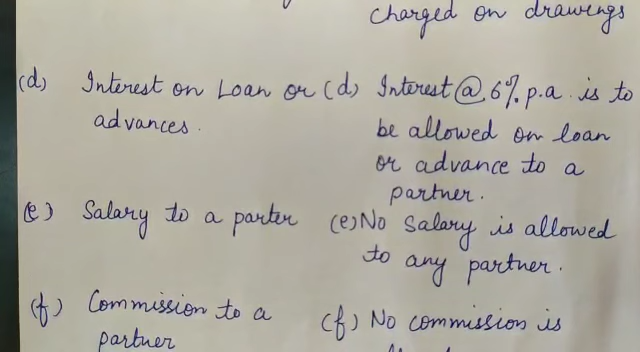 charged on drawings
(d) Interest on Loan or (d) Interest @ 6% p.a. is to
advances. be allowed on loan
or advance to a
partner.
(e) Salary to a parter (e) No Salary is allowed
to any partner.
(f) Commission to a (f) No commission is
partner